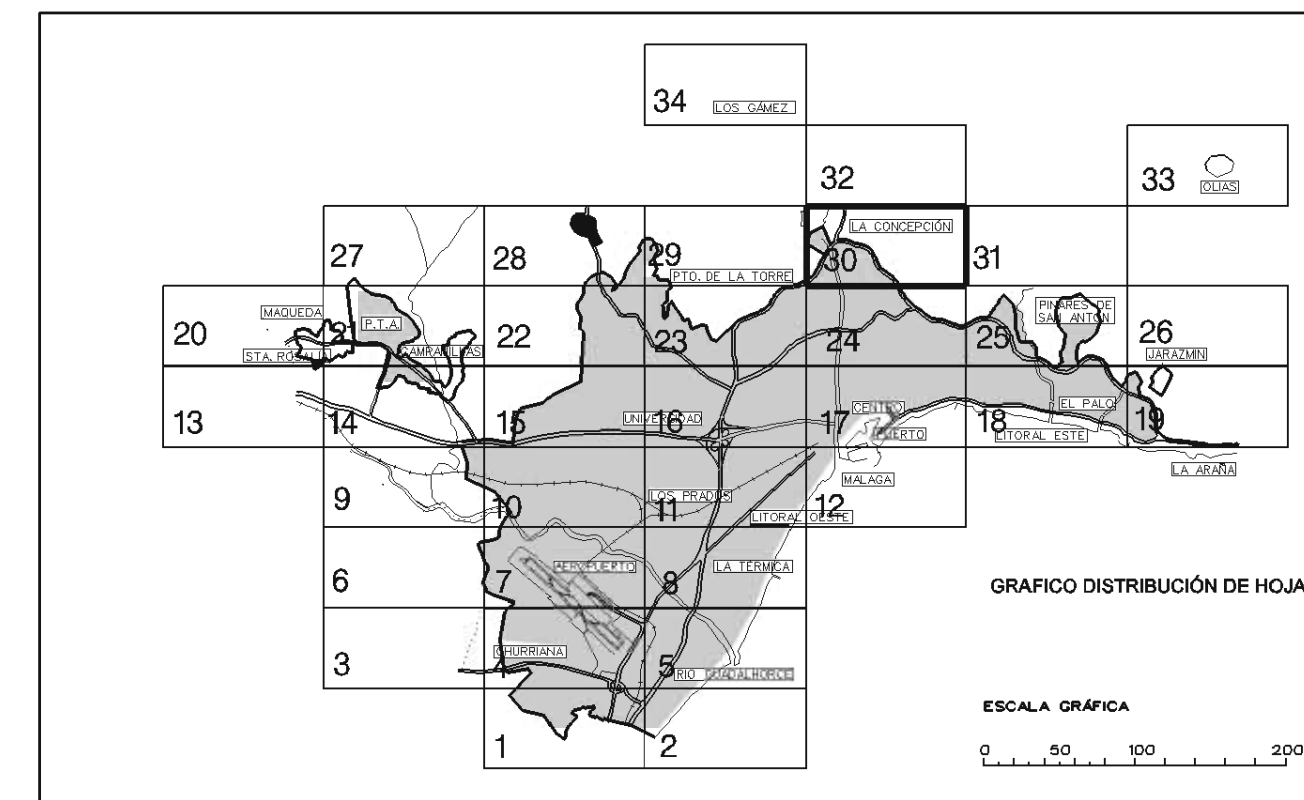 34 LOS GÁMEZ
32
33 OLIAS
LA CONCEPCIÓN
27
28
29
30
31
PTO. DE LA TORRE
MAQUEDA
P.T.A.
PINARES DE
SAN ANTON
20
21
22
23
24
25
26
STA. ROSALIA
CAMPANILLAS
JARAZMIN
13
14
15
16
17
18
19
UNIVERSIDAD
CENTRO
PUERTO
EL PALO
LITORAL ESTE
LA ARAÑA
MALAGA
9
10
11
12
LOS PRADOS
LITORAL OESTE
6
7
8
AEROPUERTO
LA TÉRMICA
GRAFICO DISTRIBUCIÓN DE HOJA
3
5
CHURRIANA
RIO GUADALHORCE
1
2
ESCALA GRÁFICA
0 50 100 200